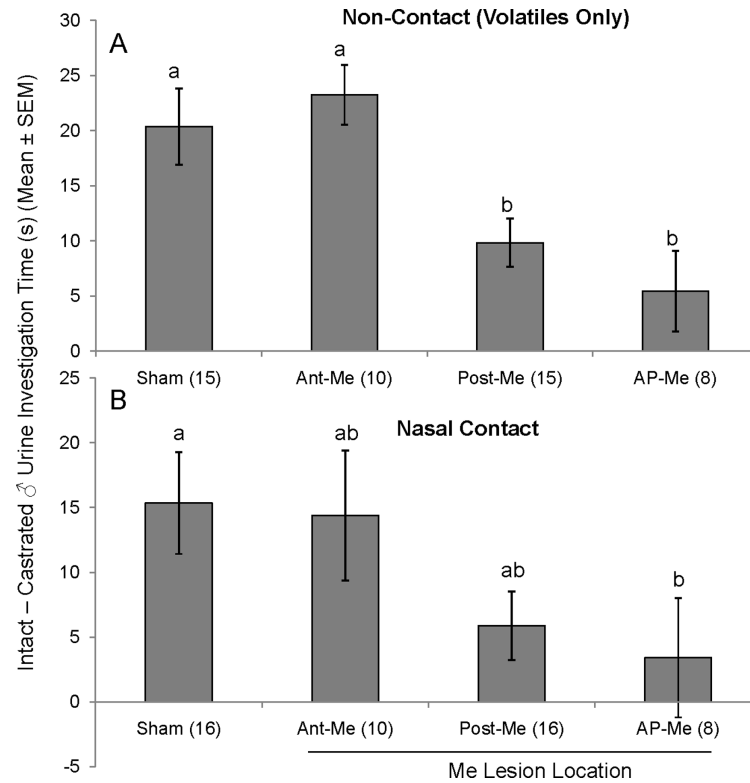 Non-Contact (Volatiles Only)
A
30
25
20
15
10
5
0
a
a
b
b
Sham (15) Ant-Me (10) Post-Me (15) AP-Me (8)
Intact – Castrated ♂ Urine Investigation Time (s) (Mean ± SEM)
B
Nasal Contact
25
20
15
10
5
0
-5
a
ab
ab
b
Sham (16) Ant-Me (10) Post-Me (16) AP-Me (8)
Me Lesion Location